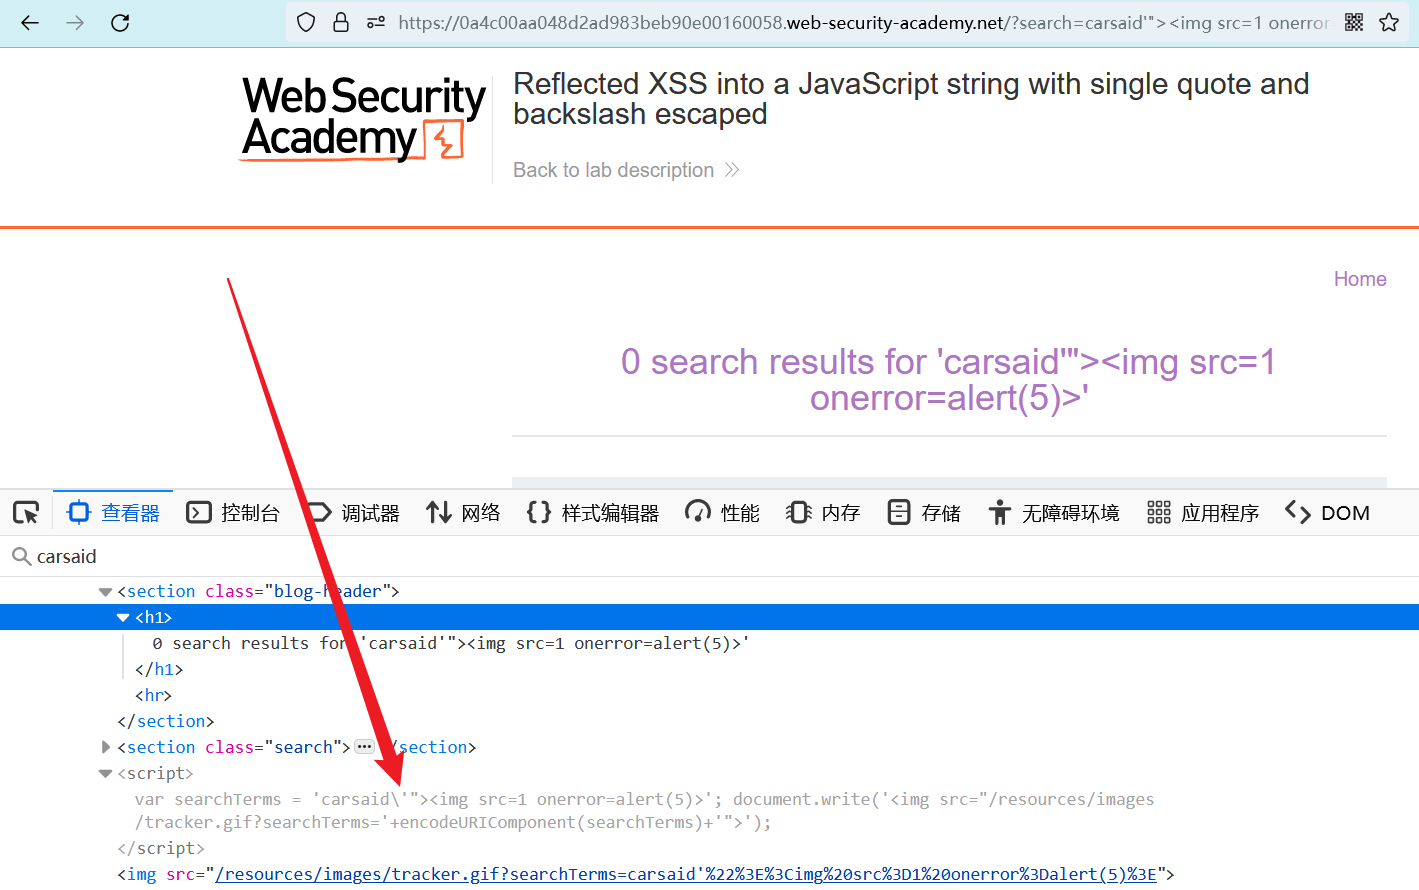 https://0a4c00aa048d2ad983beb90e00160058.web-security-academy.net/?search=carsaid'"><img src=1 onerror
Web Security
Academy
Reflected XSS into a JavaScript string with single quote and
backslash escaped
Back to lab description
Home
0 search results for 'carsaid'"><img src=1
onerror=alert(5)>'
查看器 控制台 调试器 网络 样式编辑器 性能 内存 存储 无障碍环境 应用程序 DOM
carsaid
<section class="blog-header">
<h1>
0 search results for 'carsaid'"><img src=1 onerror=alert(5)>'
</h1>
<hr>
</section>
<section class="search"> ••• </section>
<script>
var searchTerms = 'carsaid\'"><img src=1 onerror=alert(5)>'; document.write('<img src="/resources/images
/tracker.gif?searchTerms='+encodeURIComponent(searchTerms)+'">');
</script>
<img src="/resources/images/tracker.gif?searchTerms=carsaid'%22%3E%3Cimg%20src%3D1%20onerror%3Dalert(5)%3E">